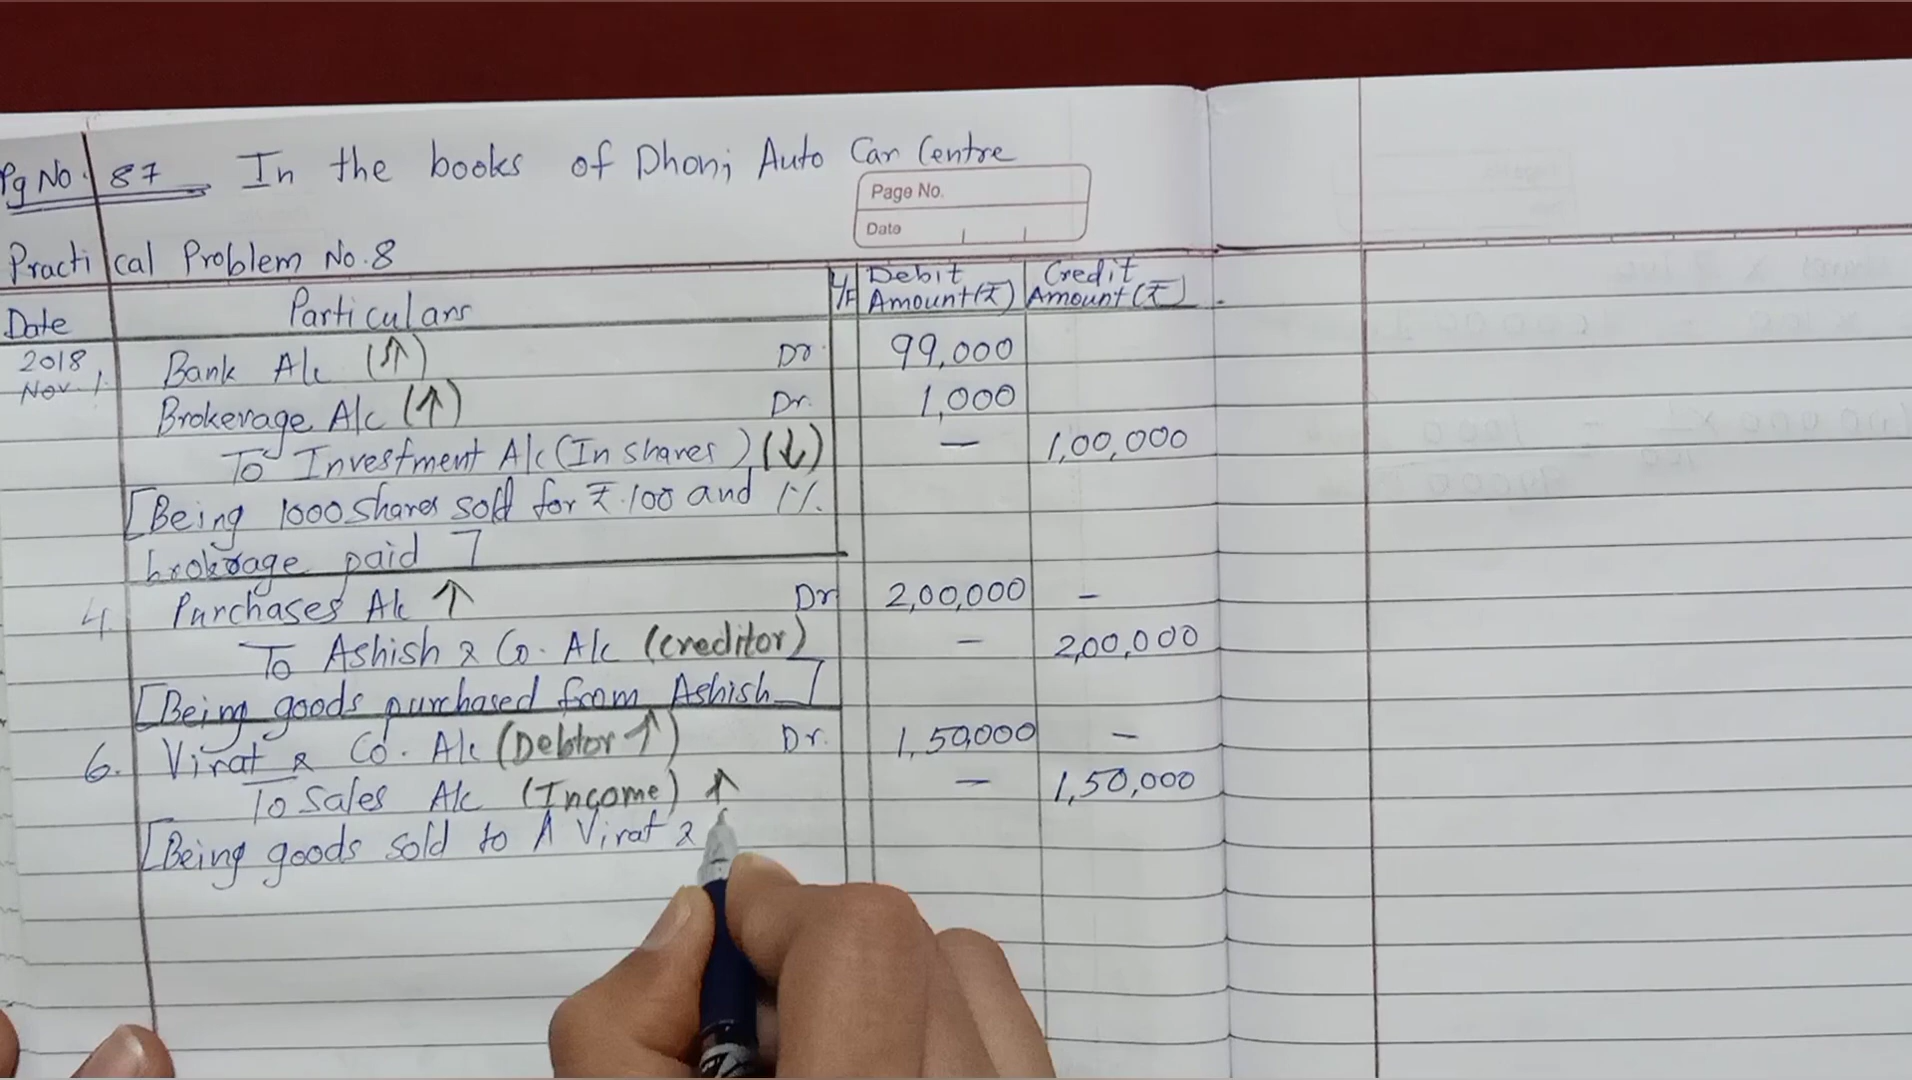 Pg No. 87 In the books of Dhoni Auto Car Centre
Page No.
Date
Practical Problem No. 8
Date Particulars L/F Debit Amount (₹) Credit Amount (₹)
2018 Nov. 1 Bank A/c (↑) Dr. 99,000
Brokerage A/c (↑) Dr. 1,000
To Investment A/c (In shares) (↓) — 1,00,000
[Being 1000 shares sold for ₹.100 and 1%.
brokerage paid]
4. Purchases A/c ↑ Dr 2,00,000 —
To Ashish & Co. A/c (creditor) — 2,00,000
[Being goods purchased from Ashish]
6. Virat & Co. A/c (Debtor ↑) Dr. 1,50,000 —
To Sales A/c (Income) ↑ — 1,50,000
[Being goods sold to A Virat &